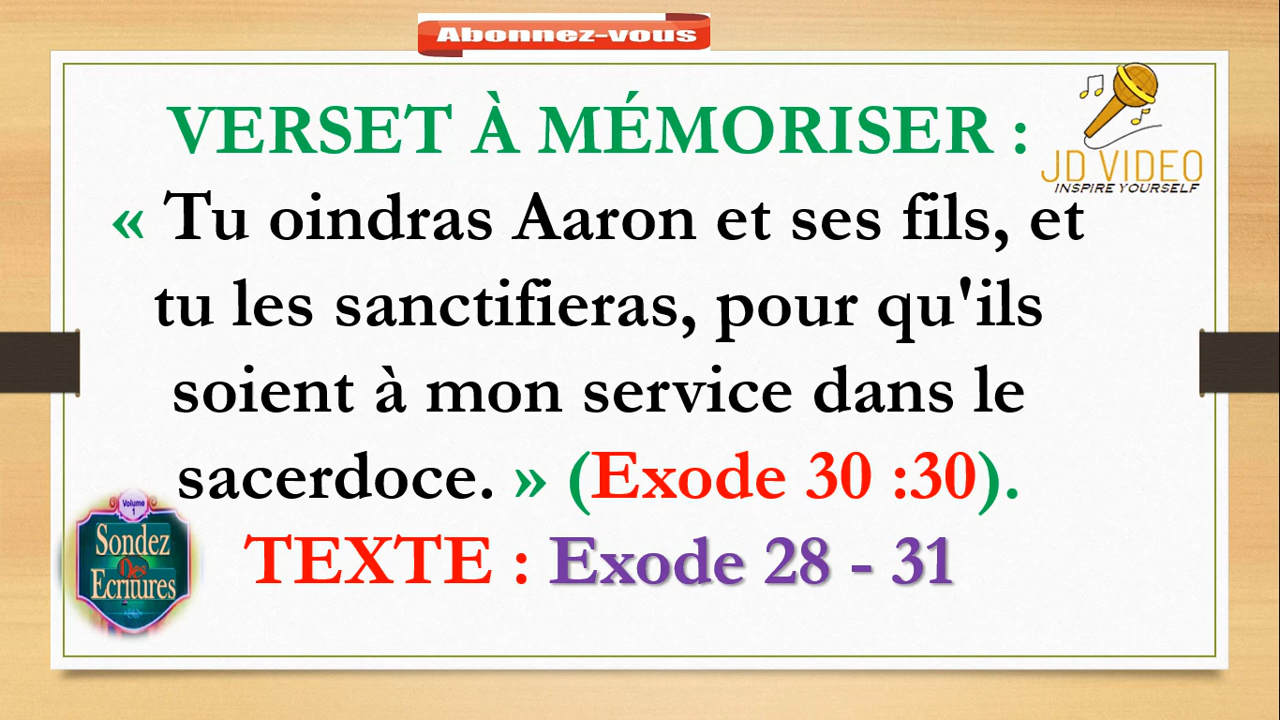 Abonnez-vous
VERSET À MÉMORISER :
« Tu oindras Aaron et ses fils, et
tu les sanctifieras, pour qu'ils
soient à mon service dans le
sacerdoce. » (Exode 30 :30).
TEXTE : Exode 28 - 31
JD VIDEO
INSPIRE YOURSELF
Volume
1
Sondez
Des
Ecritures